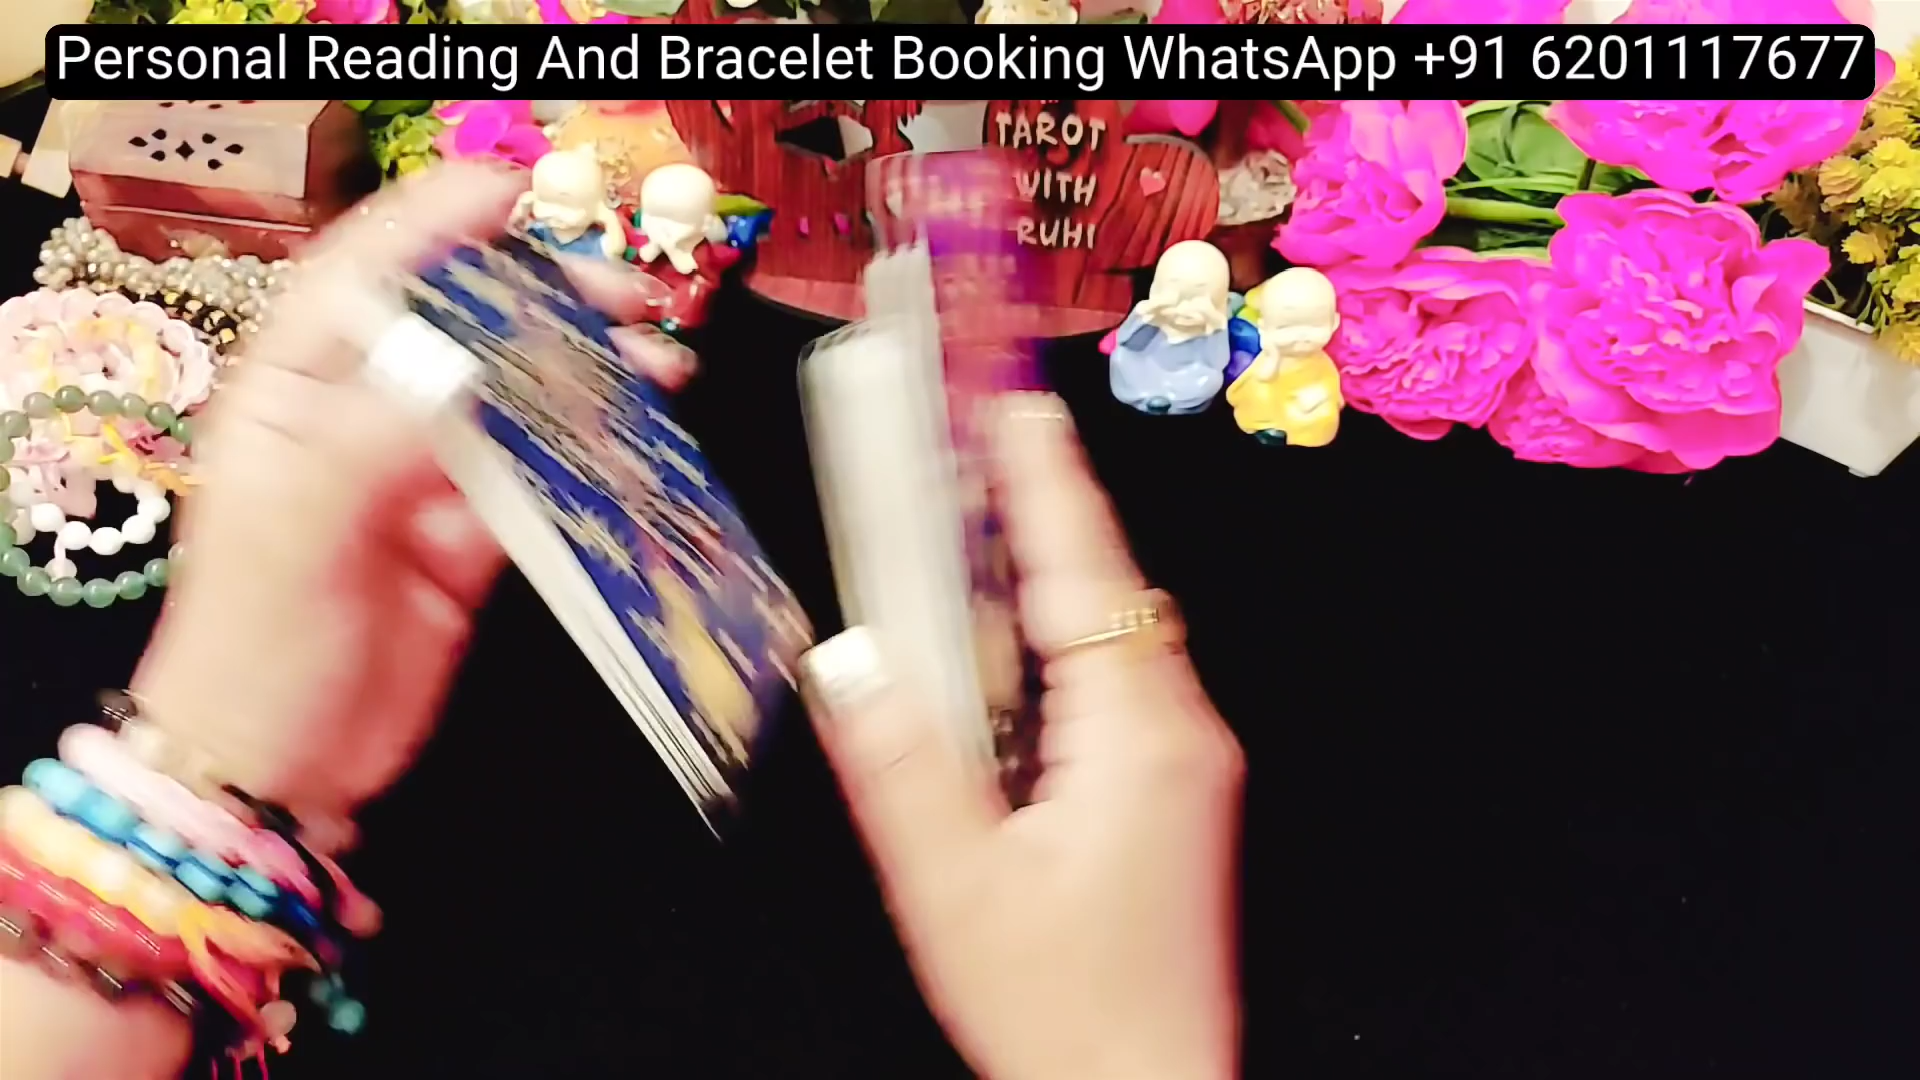 Personal Reading And Bracelet Booking WhatsApp +91 6201117677
TAROT
WITH
RUHI